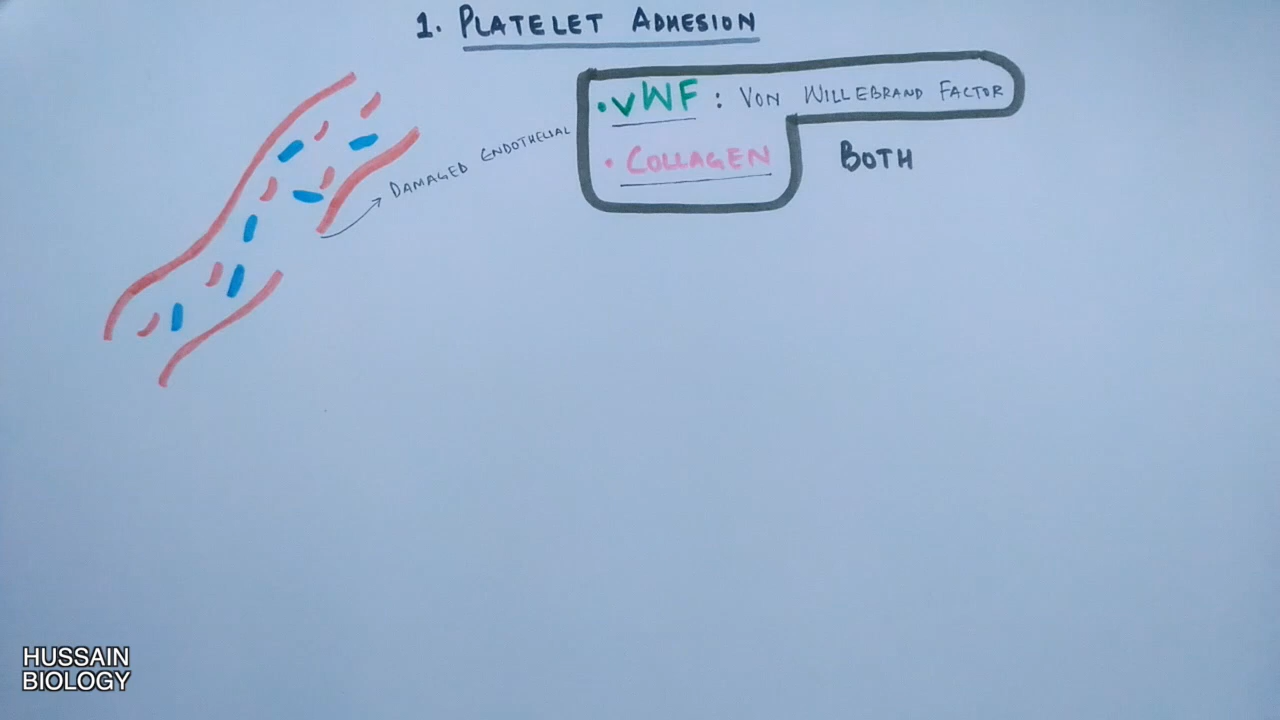 1. PLATELET ADHESION
• vWF : VON WILLEBRAND FACTOR
• COLLAGEN
BOTH
DAMAGED ENDOTHELIAL
HUSSAIN
BIOLOGY